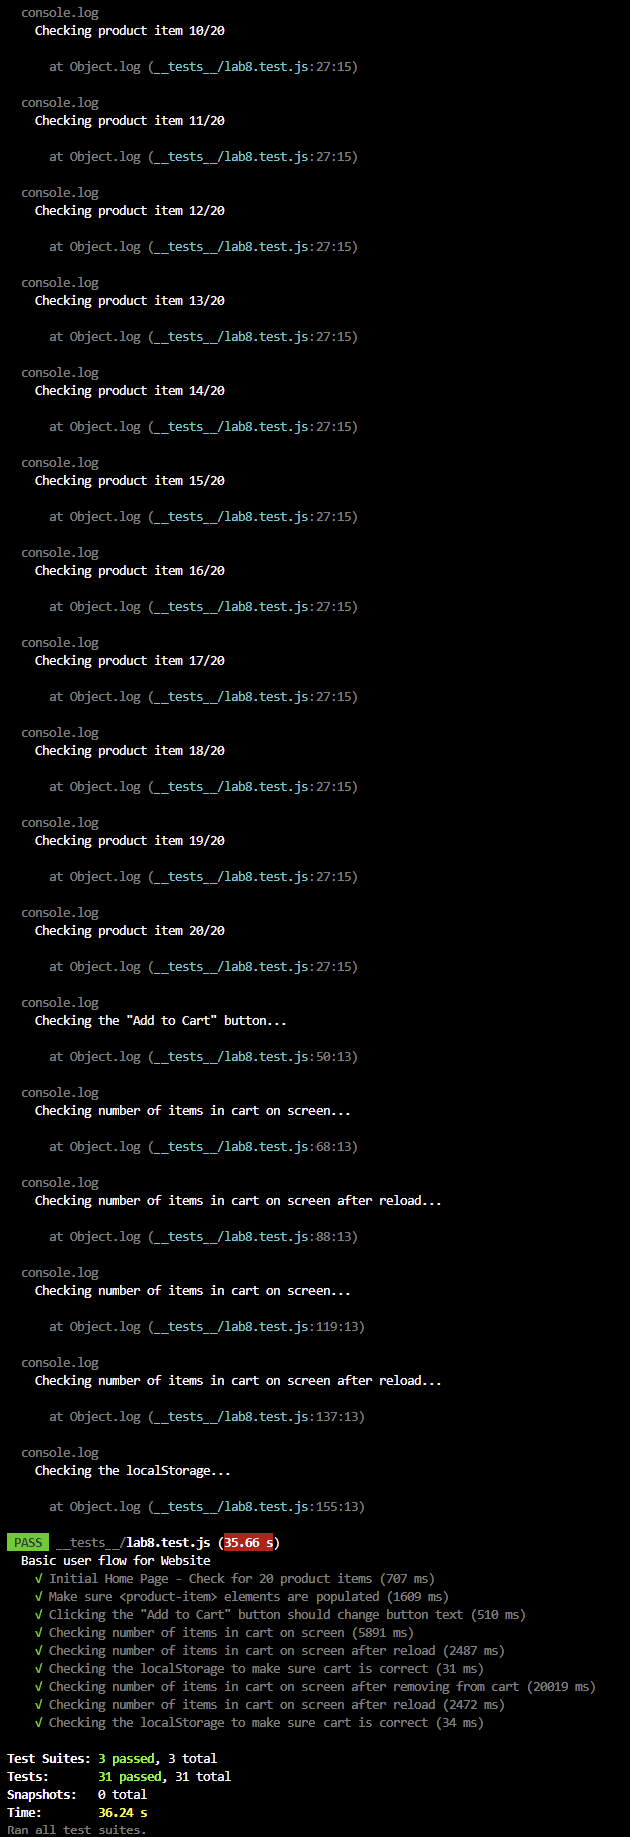 console.log
Checking product item 10/20
at Object.log (__tests__/lab8.test.js:27:15)
console.log
Checking product item 11/20
at Object.log (__tests__/lab8.test.js:27:15)
console.log
Checking product item 12/20
at Object.log (__tests__/lab8.test.js:27:15)
console.log
Checking product item 13/20
at Object.log (__tests__/lab8.test.js:27:15)
console.log
Checking product item 14/20
at Object.log (__tests__/lab8.test.js:27:15)
console.log
Checking product item 15/20
at Object.log (__tests__/lab8.test.js:27:15)
console.log
Checking product item 16/20
at Object.log (__tests__/lab8.test.js:27:15)
console.log
Checking product item 17/20
at Object.log (__tests__/lab8.test.js:27:15)
console.log
Checking product item 18/20
at Object.log (__tests__/lab8.test.js:27:15)
console.log
Checking product item 19/20
at Object.log (__tests__/lab8.test.js:27:15)
console.log
Checking product item 20/20
at Object.log (__tests__/lab8.test.js:27:15)
console.log
Checking the "Add to Cart" button...
at Object.log (__tests__/lab8.test.js:50:13)
console.log
Checking number of items in cart on screen...
at Object.log (__tests__/lab8.test.js:68:13)
console.log
Checking number of items in cart on screen after reload...
at Object.log (__tests__/lab8.test.js:88:13)
console.log
Checking number of items in cart on screen...
at Object.log (__tests__/lab8.test.js:119:13)
console.log
Checking number of items in cart on screen after reload...
at Object.log (__tests__/lab8.test.js:137:13)
console.log
Checking the localStorage...
at Object.log (__tests__/lab8.test.js:155:13)
PASS __tests__/lab8.test.js (35.66 s)
Basic user flow for Website
√ Initial Home Page - Check for 20 product items (707 ms)
√ Make sure <product-item> elements are populated (1609 ms)
√ Clicking the "Add to Cart" button should change button text (510 ms)
√ Checking number of items in cart on screen (5891 ms)
√ Checking number of items in cart on screen after reload (2487 ms)
√ Checking the localStorage to make sure cart is correct (31 ms)
√ Checking number of items in cart on screen after removing from cart (20019 ms)
√ Checking number of items in cart on screen after reload (2472 ms)
√ Checking the localStorage to make sure cart is correct (34 ms)
Test Suites: 3 passed, 3 total
Tests: 31 passed, 31 total
Snapshots: 0 total
Time: 36.24 s
Ran all test suites.